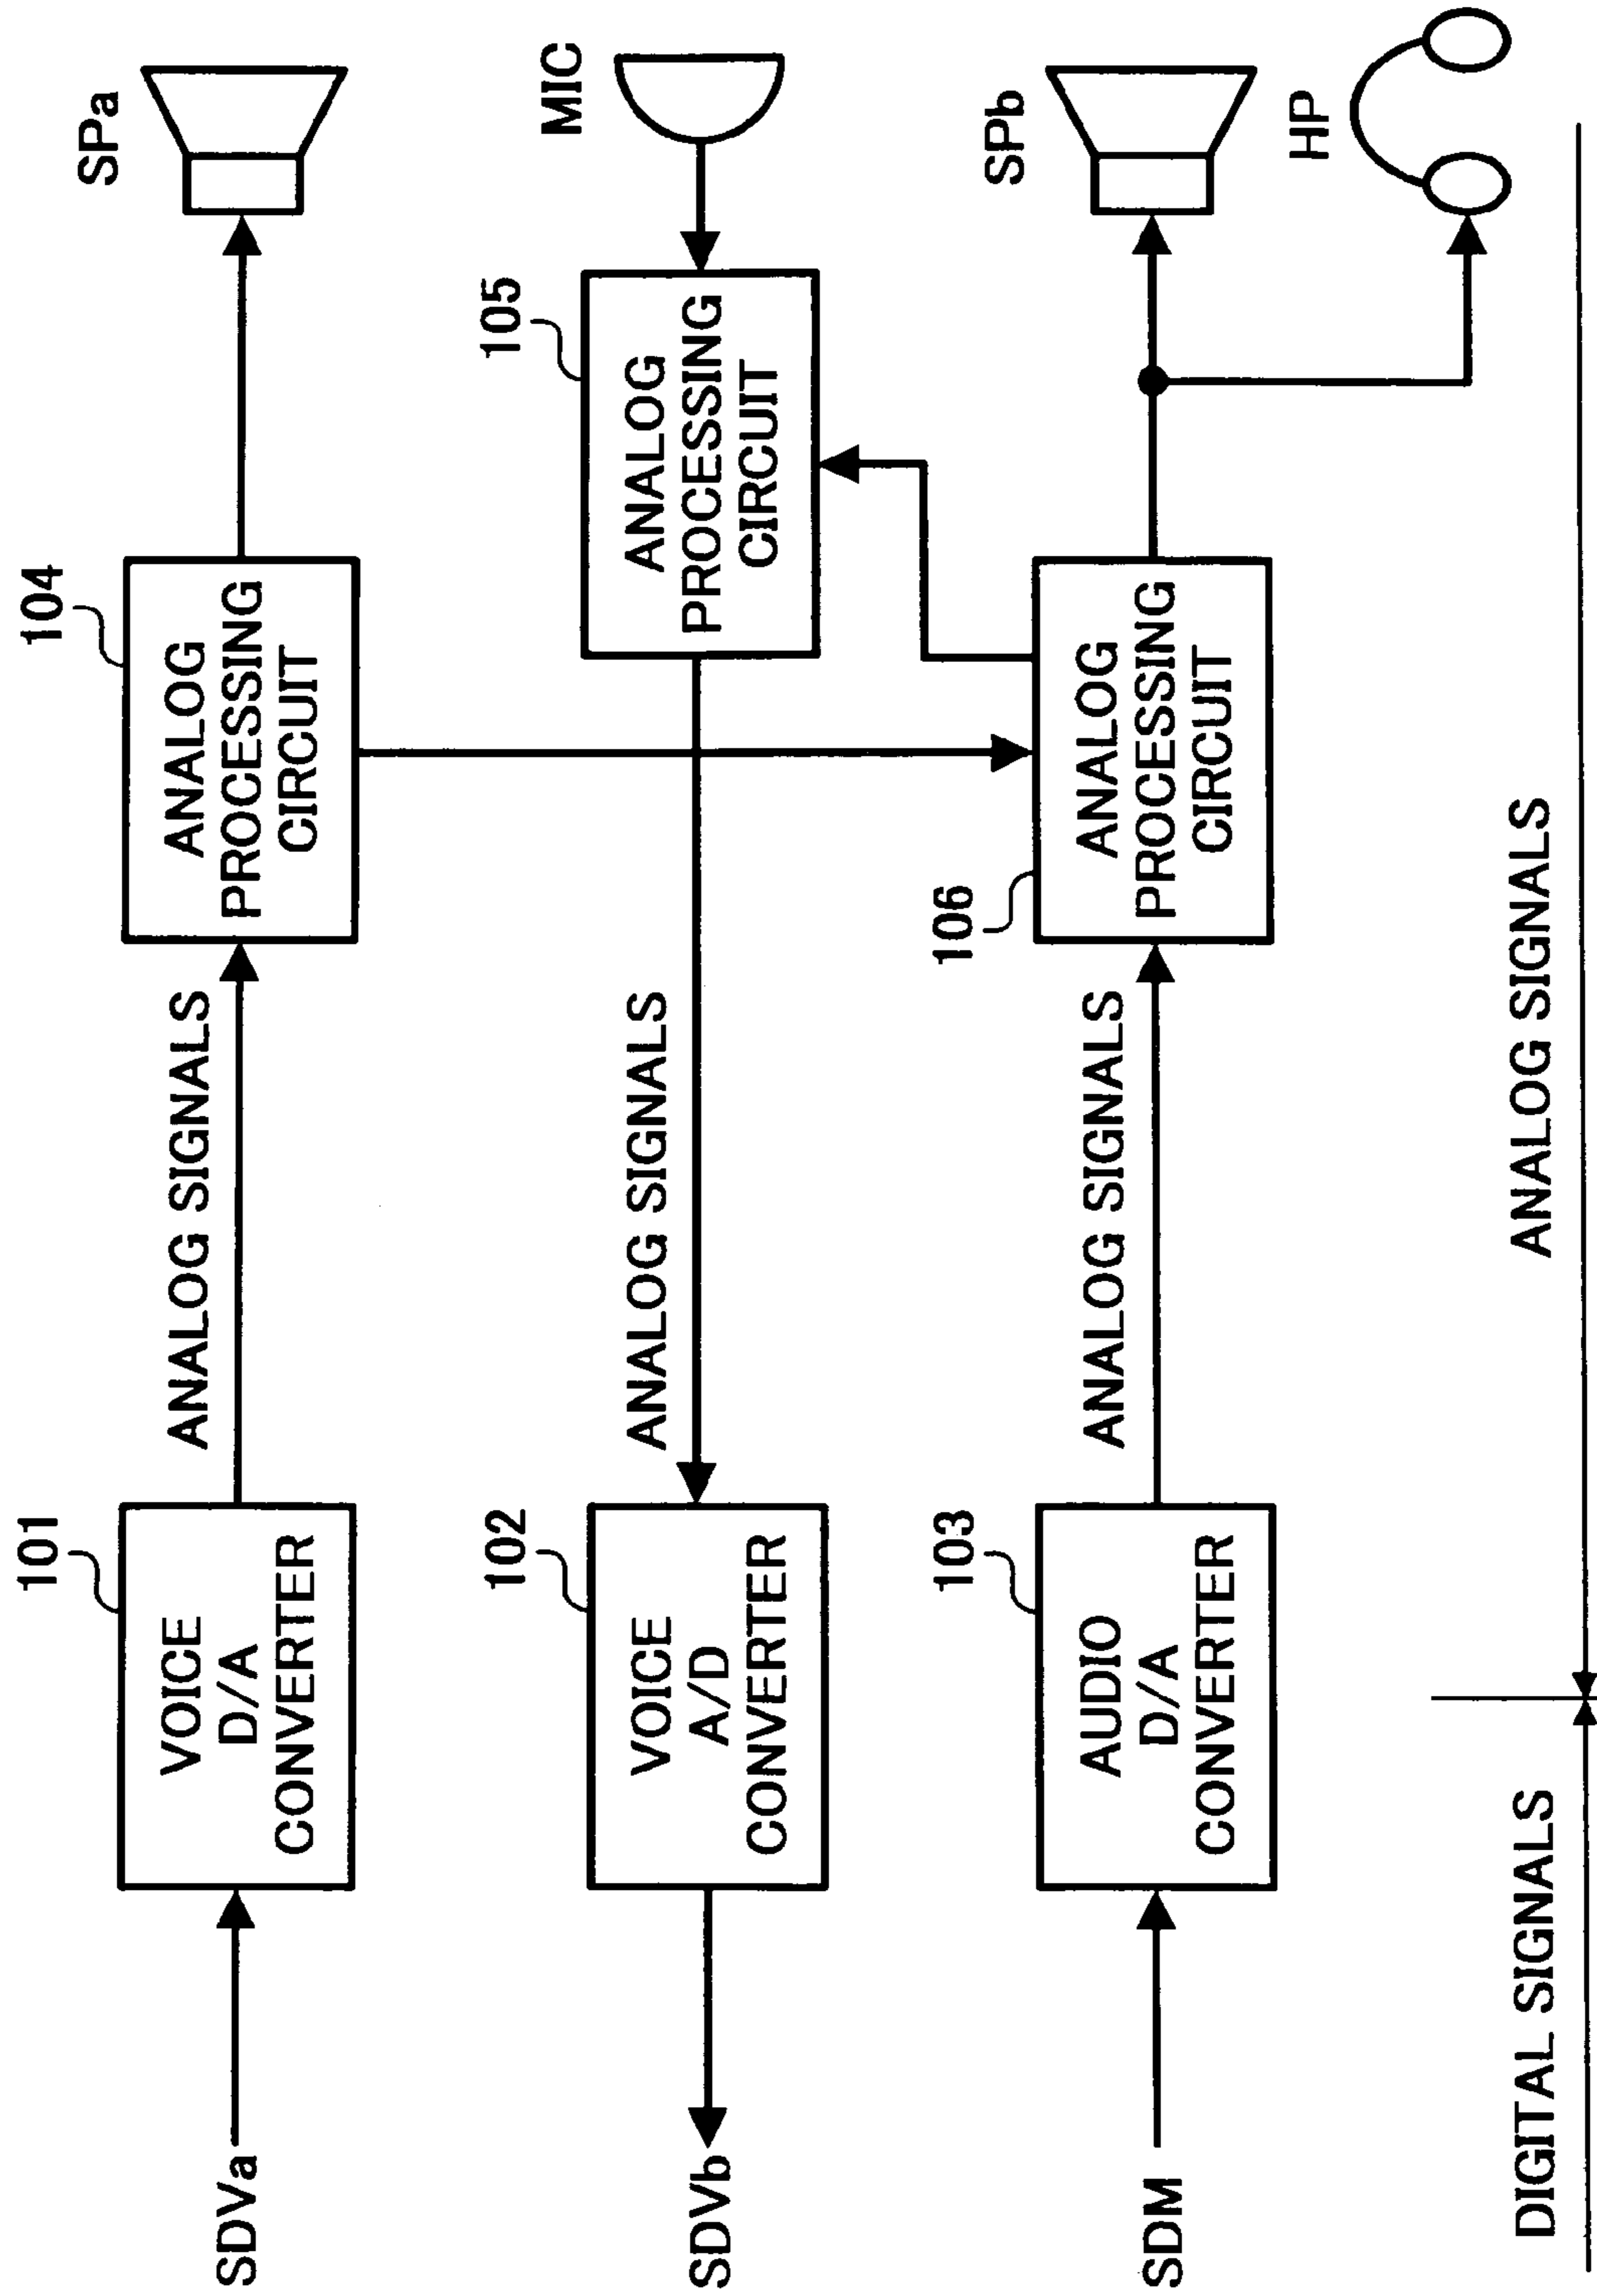 SDVa
101
VOICE
D/A
CONVERTER
ANALOG SIGNALS
104
ANALOG
PROCESSING
CIRCUIT
SPa
SDVb
102
VOICE
A/D
CONVERTER
ANALOG SIGNALS
105
ANALOG
PROCESSING
CIRCUIT
MIC
SDM
103
AUDIO
D/A
CONVERTER
ANALOG SIGNALS
106
ANALOG
PROCESSING
CIRCUIT
SPb
HP
DIGITAL SIGNALS
ANALOG SIGNALS